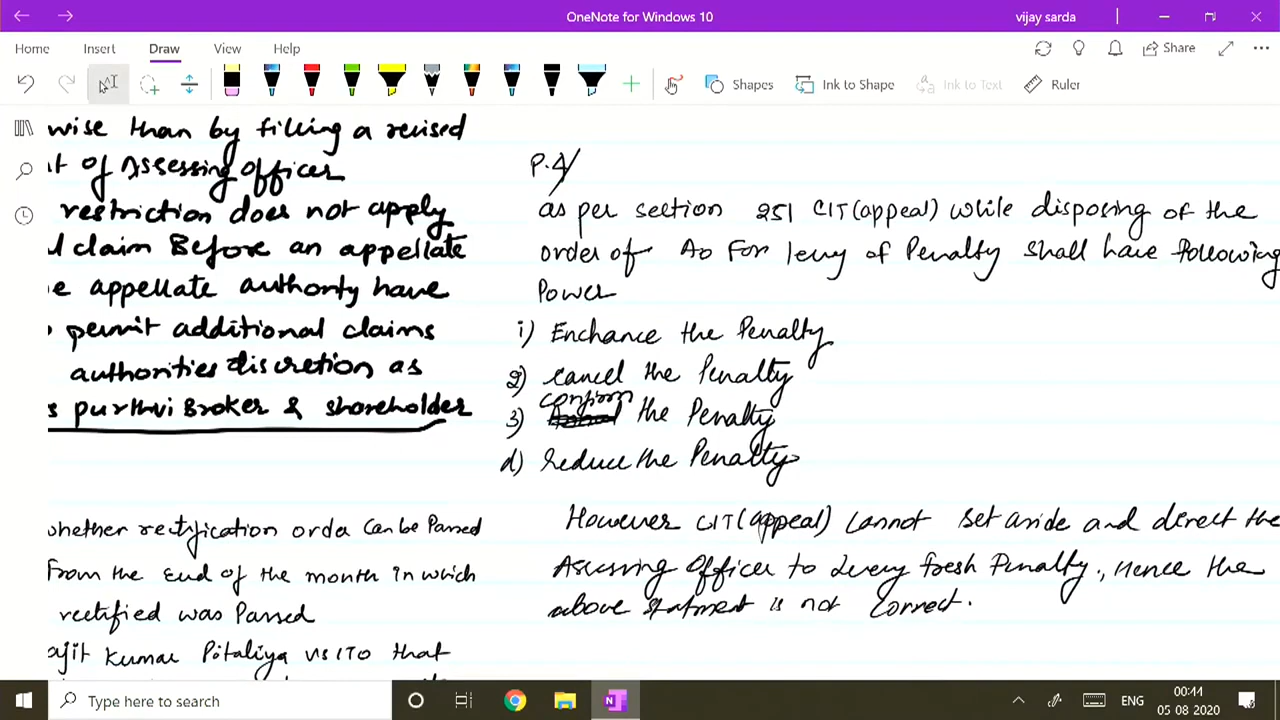 OneNote for Windows 10
vijay sarda
Home
Insert
Draw
View
Help
Share
Shapes
Ink to Shape
Ink to Text
Ruler
wise than by filling a revised
t of Assessing officer
restriction does not apply
l claim Before an appellate
e appellate authorty have
permit additional claims
authorities discretion as
s purthvi Broker & shareholder
whether rectification order can be Passed
From the End of the month in which
rectified was Passed
ajit Kumar Pitaliya vs ITO that
P.4/
as per section 251 CIT(appeal) while disposing of the
order of Ao For levy of Penalty shall have following
Power
i) Enchance the Penalty
2) cancel the Penalty
3) confirm the Penalty
d) reduce the Penalty
However CIT(appeal) cannot set aside and direct the
Assessing Officer to levery fresh Penalty., Hence the
above statment is not correct.
Type here to search
ENG
00:44
05-08-2020